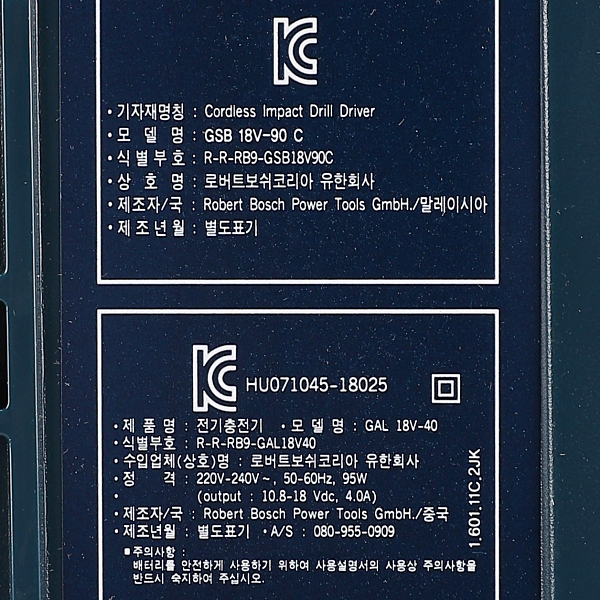 KC
• 기자재명칭 : Cordless Impact Drill Driver
• 모 델 명 : GSB 18V-90 C
• 식별부호 : R-R-RB9-GSB18V90C
• 상 호 명 : 로버트보쉬코리아 유한회사
• 제조자/국 : Robert Bosch Power Tools GmbH./말레이시아
• 제조년월 : 별도표기
KC HU071045-18025
• 제 품 명 : 전기충전기 • 모 델 명 : GAL 18V-40
• 식별부호 : R-R-RB9-GAL18V40
• 수입업체(상호)명 : 로버트보쉬코리아 유한회사
• 정 격 : 220V-240V~, 50-60Hz, 95W
• (output : 10.8-18 Vdc, 4.0A)
• 제조자/국 : Robert Bosch Power Tools GmbH./중국
• 제조년월 : 별도표기 • A/S : 080-955-0909
■ 주의사항 :
배터리를 안전하게 사용하기 위하여 사용설명서의 사용상 주의사항을
반드시 숙지하여 주십시오.
1,601,11C,2JK